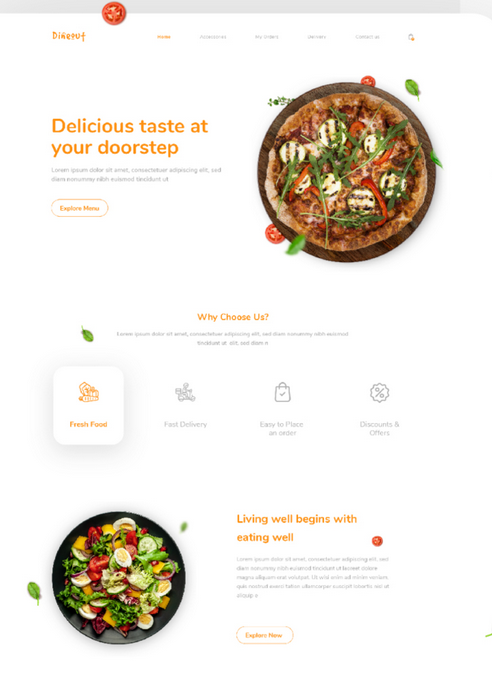 Dineout
Home Accessories My Orders Delivery Contact us
Delicious taste at
your doorstep
Lorem ipsum dolor sit amet, consectetuer adipiscing elit, sed
diam nonummy nibh euismod tincidunt ut
Explore Menu
Why Choose Us?
Lorem ipsum dolor sit amet, consectetuer adipiscing elit, sed diam nonummy nibh euismod
tincidunt ut elit, sed diam n
Fresh Food
Fast Delivery
Easy to Place
an order
Discounts &
Offers
Living well begins with
eating well
Lorem ipsum dolor sit amet, consectetuer adipiscing elit, sed
diam nonummy nibh euismod tincidunt ut laoreet dolore
magna aliquam erat volutpat. Ut wisi enim ad minim veniam,
quis nostrud exerci tation ullamcorper suscipit lobortis nisl ut
aliquip e
Explore Now